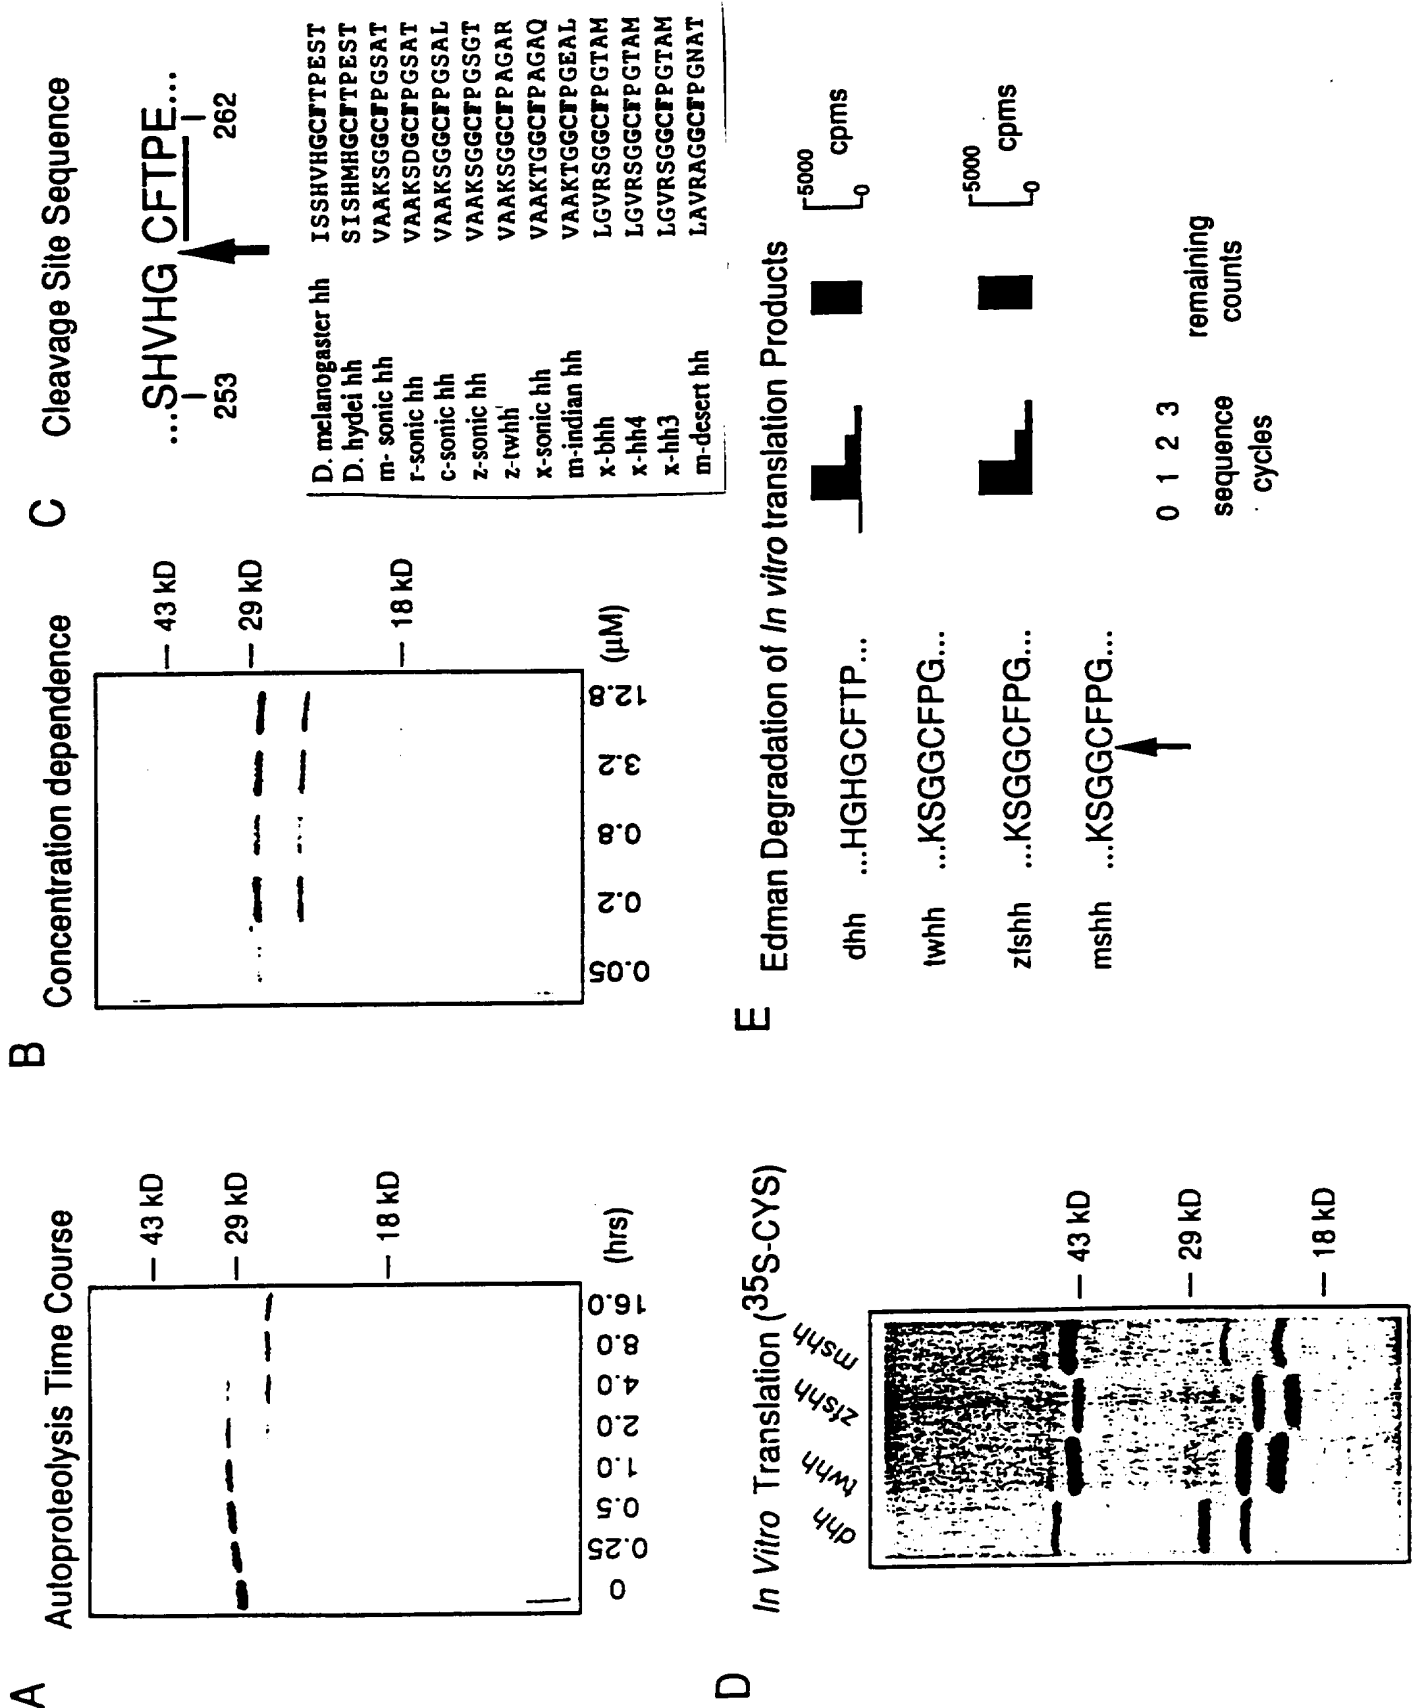 A
Autoproteolysis Time Course
43 kD
29 kD
18 kD
0 0.25 0.5 1.0 2.0 4.0 8.0 16.0 (hrs)
B
Concentration dependence
43 kD
29 kD
18 kD
0.05 0.2 0.8 3.2 12.8 (µM)
C
Cleavage Site Sequence
...SHVHG CFTPE...
253 262
D. melanogaster hh ISSHVHGCFTPEST
D. hydei hh SISHMHGCFTPEST
m- sonic hh VAAKSGGCFPGSAT
r-sonic hh VAAKSDGCFPGSAT
c-sonic hh VAAKSGGCFPGSAL
z-sonic hh VAAKSGGCFPGSGT
z-twhh VAAKSGGCFPAGAR
x-sonic hh VAAKTGGCFPAGAQ
m-indian hh VAAKTGGCFPGEAL
x-bhh LGVRSGGCFPGTAM
x-hh4 LGVRSGGCFPGTAM
x-hh3 LGVRSGGCFPGTAM
m-desert hh LAVRAGGCFPGNAT
D
In Vitro Translation (35S-CYS)
dhh twhh zfshh mshh
43 kD
29 kD
18 kD
E
Edman Degradation of In vitro translation Products
dhh ...HGHGCFTP...
5000
cpms
0
twhh ...KSGGCFPG...
zfshh ...KSGGCFPG...
5000
cpms
0
mshh ...KSGGCFPG...
0 1 2 3
sequence
cycles
remaining
counts